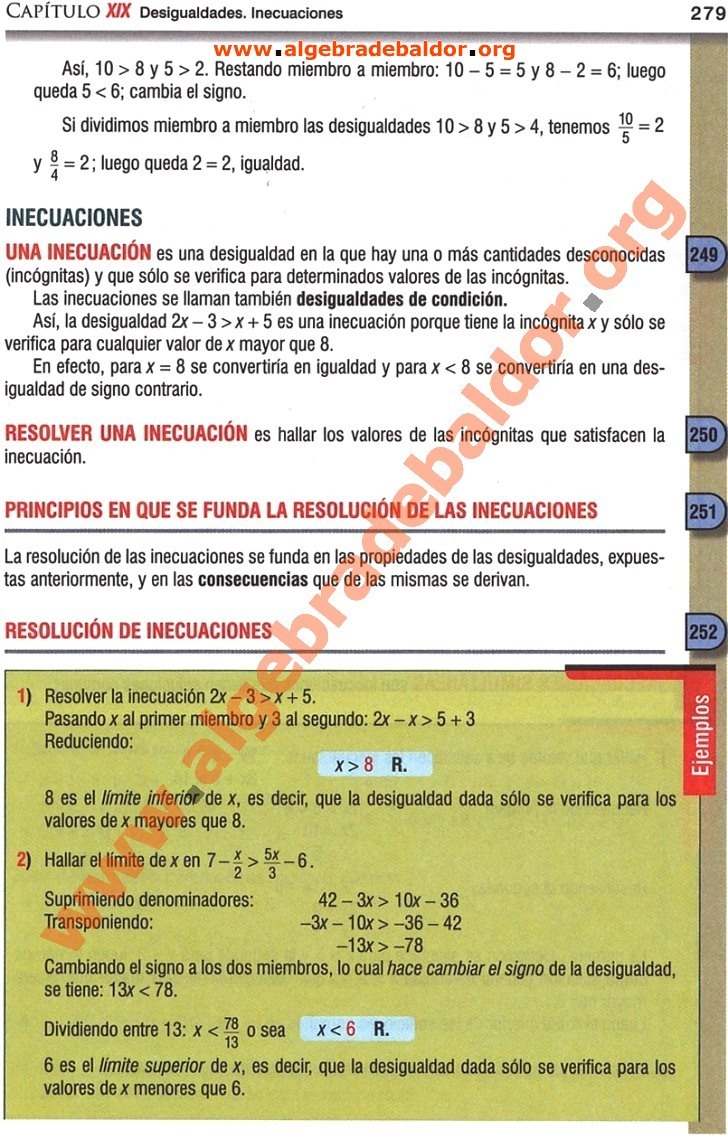 CAPÍTULO XIX Desigualdades. Inecuaciones 279
www.algebradebaldor.org
Así, 10 > 8 y 5 > 2. Restando miembro a miembro: 10 – 5 = 5 y 8 – 2 = 6; luego
queda 5 < 6; cambia el signo.
Si dividimos miembro a miembro las desigualdades 10 > 8 y 5 > 4, tenemos 10/5 = 2
y 8/4 = 2; luego queda 2 = 2, igualdad.
INECUACIONES
UNA INECUACIÓN es una desigualdad en la que hay una o más cantidades desconocidas 249
(incógnitas) y que sólo se verifica para determinados valores de las incógnitas.
Las inecuaciones se llaman también desigualdades de condición.
Así, la desigualdad 2x – 3 > x + 5 es una inecuación porque tiene la incógnita x y sólo se
verifica para cualquier valor de x mayor que 8.
En efecto, para x = 8 se convertiría en igualdad y para x < 8 se convertiría en una des-
igualdad de signo contrario.
RESOLVER UNA INECUACIÓN es hallar los valores de las incógnitas que satisfacen la 250
inecuación.
PRINCIPIOS EN QUE SE FUNDA LA RESOLUCIÓN DE LAS INECUACIONES 251
La resolución de las inecuaciones se funda en las propiedades de las desigualdades, expues-
tas anteriormente, y en las consecuencias que de las mismas se derivan.
RESOLUCIÓN DE INECUACIONES 252
Ejemplos
1) Resolver la inecuación 2x – 3 > x + 5.
Pasando x al primer miembro y 3 al segundo: 2x – x > 5 + 3
Reduciendo:
x > 8 R.
8 es el límite inferior de x, es decir, que la desigualdad dada sólo se verifica para los
valores de x mayores que 8.
2) Hallar el límite de x en 7 – x/2 > 5x/3 – 6.
Suprimiendo denominadores: 42 – 3x > 10x – 36
Transponiendo: –3x – 10x > –36 – 42
–13x > –78
Cambiando el signo a los dos miembros, lo cual hace cambiar el signo de la desigualdad,
se tiene: 13x < 78.
Dividiendo entre 13: x < 78/13 o sea x < 6 R.
6 es el límite superior de x, es decir, que la desigualdad dada sólo se verifica para los
valores de x menores que 6.
www.algebradebaldor.org